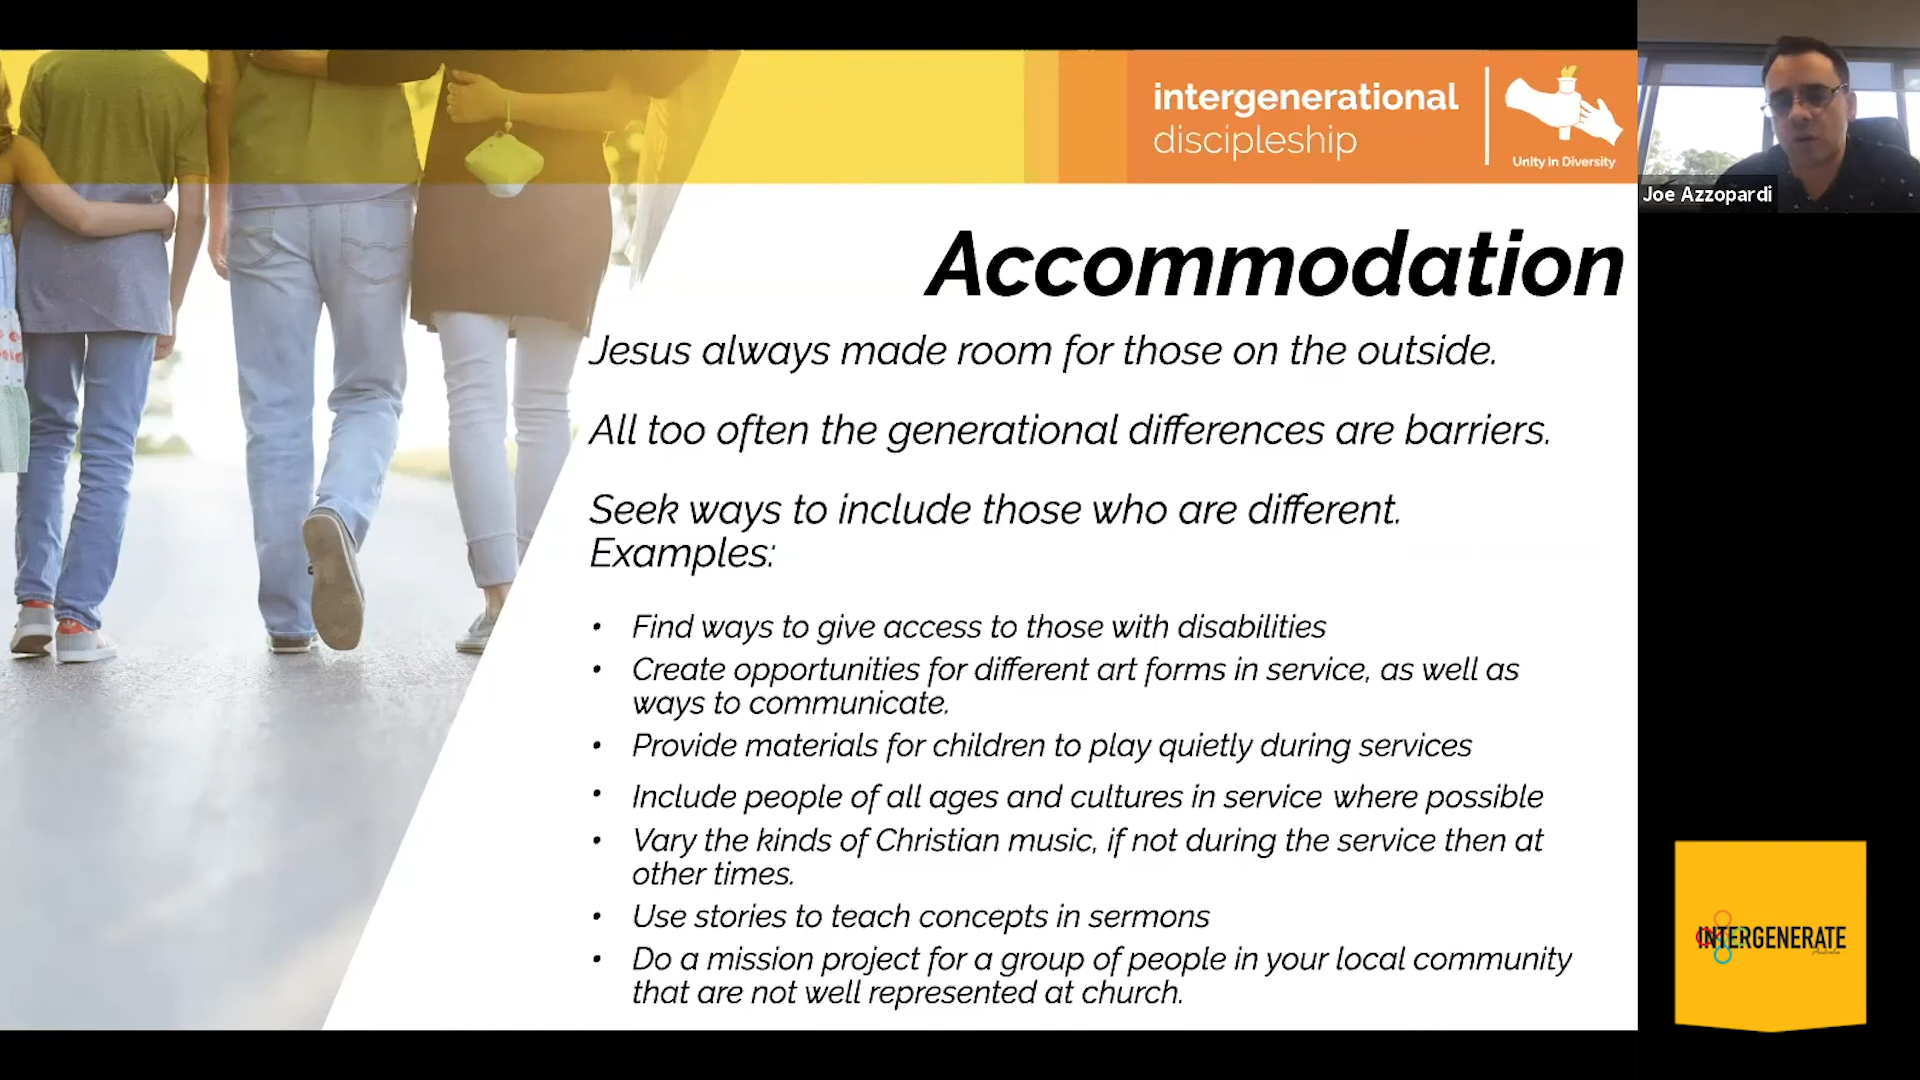 intergenerational
discipleship
Unity in Diversity
Joe Azzopardi
Accommodation
Jesus always made room for those on the outside.
All too often the generational differences are barriers.
Seek ways to include those who are different.
Examples:
• Find ways to give access to those with disabilities
• Create opportunities for different art forms in service, as well as
ways to communicate.
• Provide materials for children to play quietly during services
• Include people of all ages and cultures in service where possible
• Vary the kinds of Christian music, if not during the service then at
other times.
• Use stories to teach concepts in sermons
• Do a mission project for a group of people in your local community
that are not well represented at church.
INTERGENERATE
Australia